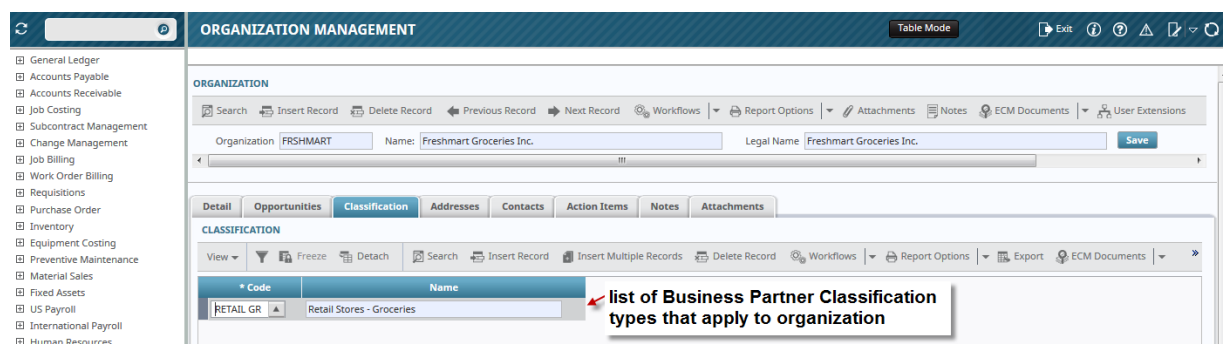 ORGANIZATION MANAGEMENT
Table Mode
Exit
General Ledger
Accounts Payable
Accounts Receivable
Job Costing
Subcontract Management
Change Management
Job Billing
Work Order Billing
Requisitions
Purchase Order
Inventory
Equipment Costing
Preventive Maintenance
Material Sales
Fixed Assets
US Payroll
International Payroll
Human Resources
ORGANIZATION
Search Insert Record Delete Record Previous Record Next Record Workflows Report Options Attachments Notes ECM Documents User Extensions
Organization FRSHMART Name: Freshmart Groceries Inc. Legal Name Freshmart Groceries Inc. Save
Detail Opportunities Classification Addresses Contacts Action Items Notes Attachments
CLASSIFICATION
View Freeze Detach Search Insert Record Insert Multiple Records Delete Record Workflows Report Options Export ECM Documents »
* Code Name
RETAIL GR Retail Stores - Groceries
list of Business Partner Classification
types that apply to organization